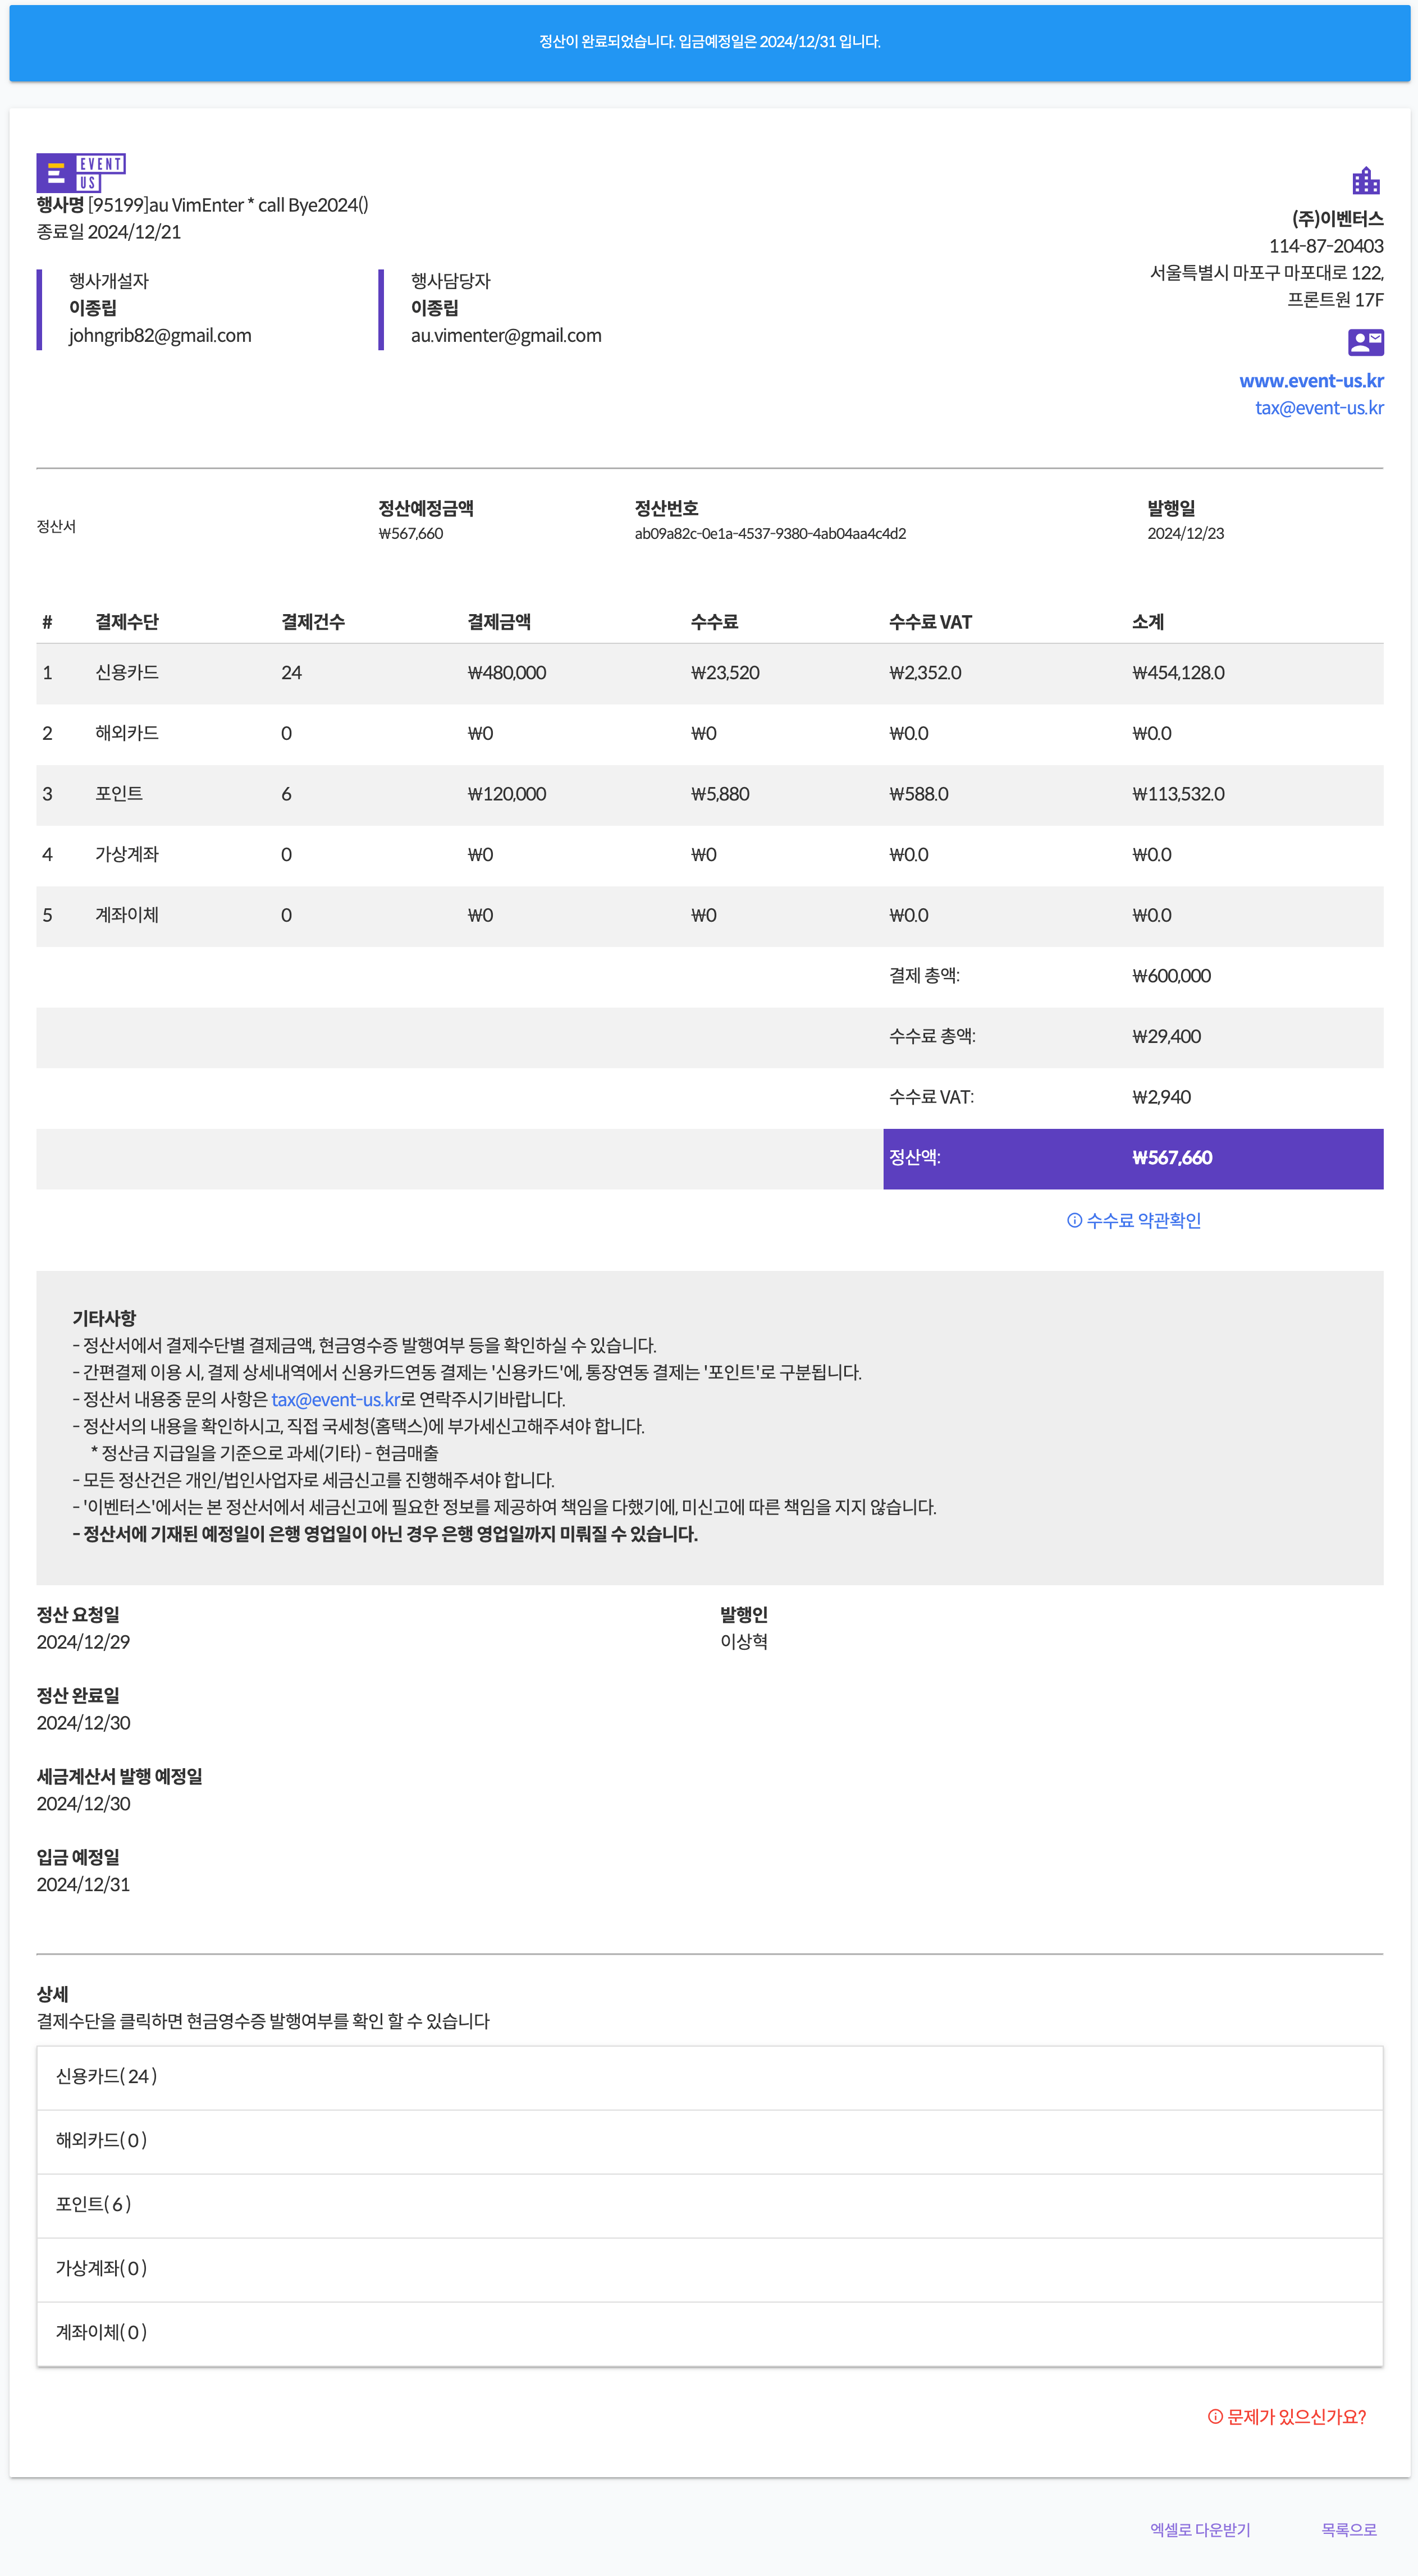 정산이 완료되었습니다. 입금예정일은 2024/12/31 입니다.
EVENT
US
행사명 [95199]au VimEnter * call Bye2024()
종료일 2024/12/21
행사개설자
이종립
johngrib82@gmail.com
행사담당자
이종립
au.vimenter@gmail.com
(주)이벤터스
114-87-20403
서울특별시 마포구 마포대로 122,
프론트원 17F
www.event-us.kr
tax@event-us.kr
정산서
정산예정금액
₩567,660
정산번호
ab09a82c-0e1a-4537-9380-4ab04aa4c4d2
발행일
2024/12/23
# 결제수단 결제건수 결제금액 수수료 수수료 VAT 소계
1 신용카드 24 ₩480,000 ₩23,520 ₩2,352.0 ₩454,128.0
2 해외카드 0 ₩0 ₩0 ₩0.0 ₩0.0
3 포인트 6 ₩120,000 ₩5,880 ₩588.0 ₩113,532.0
4 가상계좌 0 ₩0 ₩0 ₩0.0 ₩0.0
5 계좌이체 0 ₩0 ₩0 ₩0.0 ₩0.0
결제 총액: ₩600,000
수수료 총액: ₩29,400
수수료 VAT: ₩2,940
정산액: ₩567,660
수수료 약관확인
기타사항
- 정산서에서 결제수단별 결제금액, 현금영수증 발행여부 등을 확인하실 수 있습니다.
- 간편결제 이용 시, 결제 상세내역에서 신용카드연동 결제는 '신용카드'에, 통장연동 결제는 '포인트'로 구분됩니다.
- 정산서 내용중 문의 사항은 tax@event-us.kr로 연락주시기바랍니다.
- 정산서의 내용을 확인하시고, 직접 국세청(홈택스)에 부가세신고해주셔야 합니다.
* 정산금 지급일을 기준으로 과세(기타) - 현금매출
- 모든 정산건은 개인/법인사업자로 세금신고를 진행해주셔야 합니다.
- '이벤터스'에서는 본 정산서에서 세금신고에 필요한 정보를 제공하여 책임을 다했기에, 미신고에 따른 책임을 지지 않습니다.
- 정산서에 기재된 예정일이 은행 영업일이 아닌 경우 은행 영업일까지 미뤄질 수 있습니다.
정산 요청일
2024/12/29
발행인
이상혁
정산 완료일
2024/12/30
세금계산서 발행 예정일
2024/12/30
입금 예정일
2024/12/31
상세
결제수단을 클릭하면 현금영수증 발행여부를 확인 할 수 있습니다
신용카드( 24 )
해외카드( 0 )
포인트( 6 )
가상계좌( 0 )
계좌이체( 0 )
문제가 있으신가요?
엑셀로 다운받기 목록으로